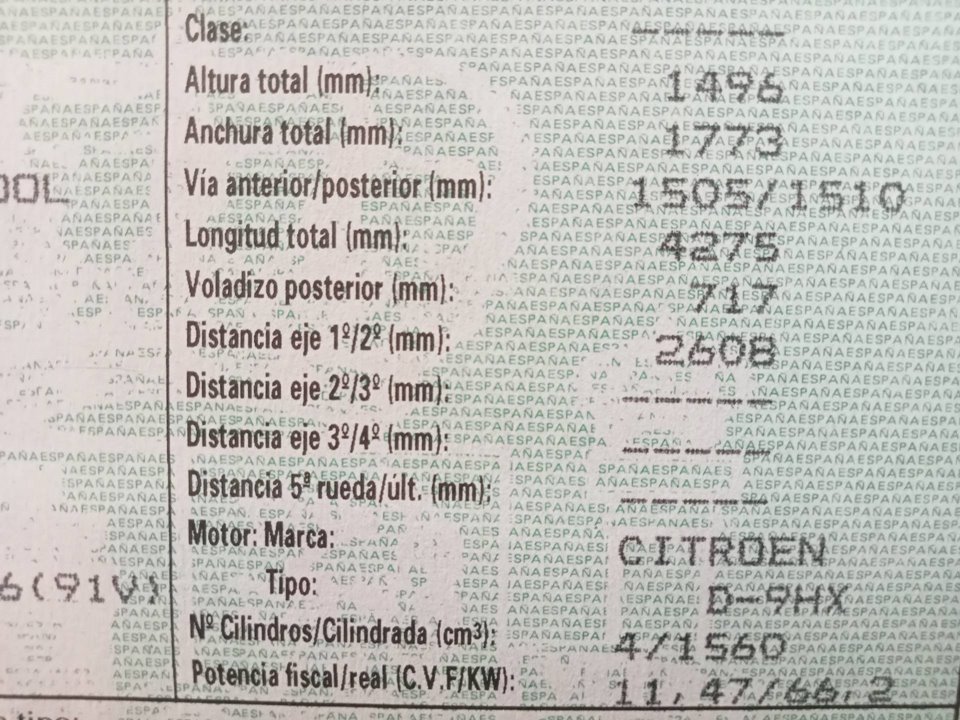 Clase: -----
Altura total (mm): 1496
Anchura total (mm): 1773
Vía anterior/posterior (mm): 1505/1510
OOL
Longitud total (mm): 4275
Voladizo posterior (mm): 717
Distancia eje 1º/2º (mm): 2608
Distancia eje 2º/3º (mm): -----
Distancia eje 3º/4º (mm): -----
Distancia 5ª rueda/últ. (mm): -----
Motor: Marca: CITROEN
6(91V)
Tipo: D-9HX
Nº Cilindros/Cilindrada (cm³): 4/1560
Potencia fiscal/real (C.V.F/KW): 11,47/66,2